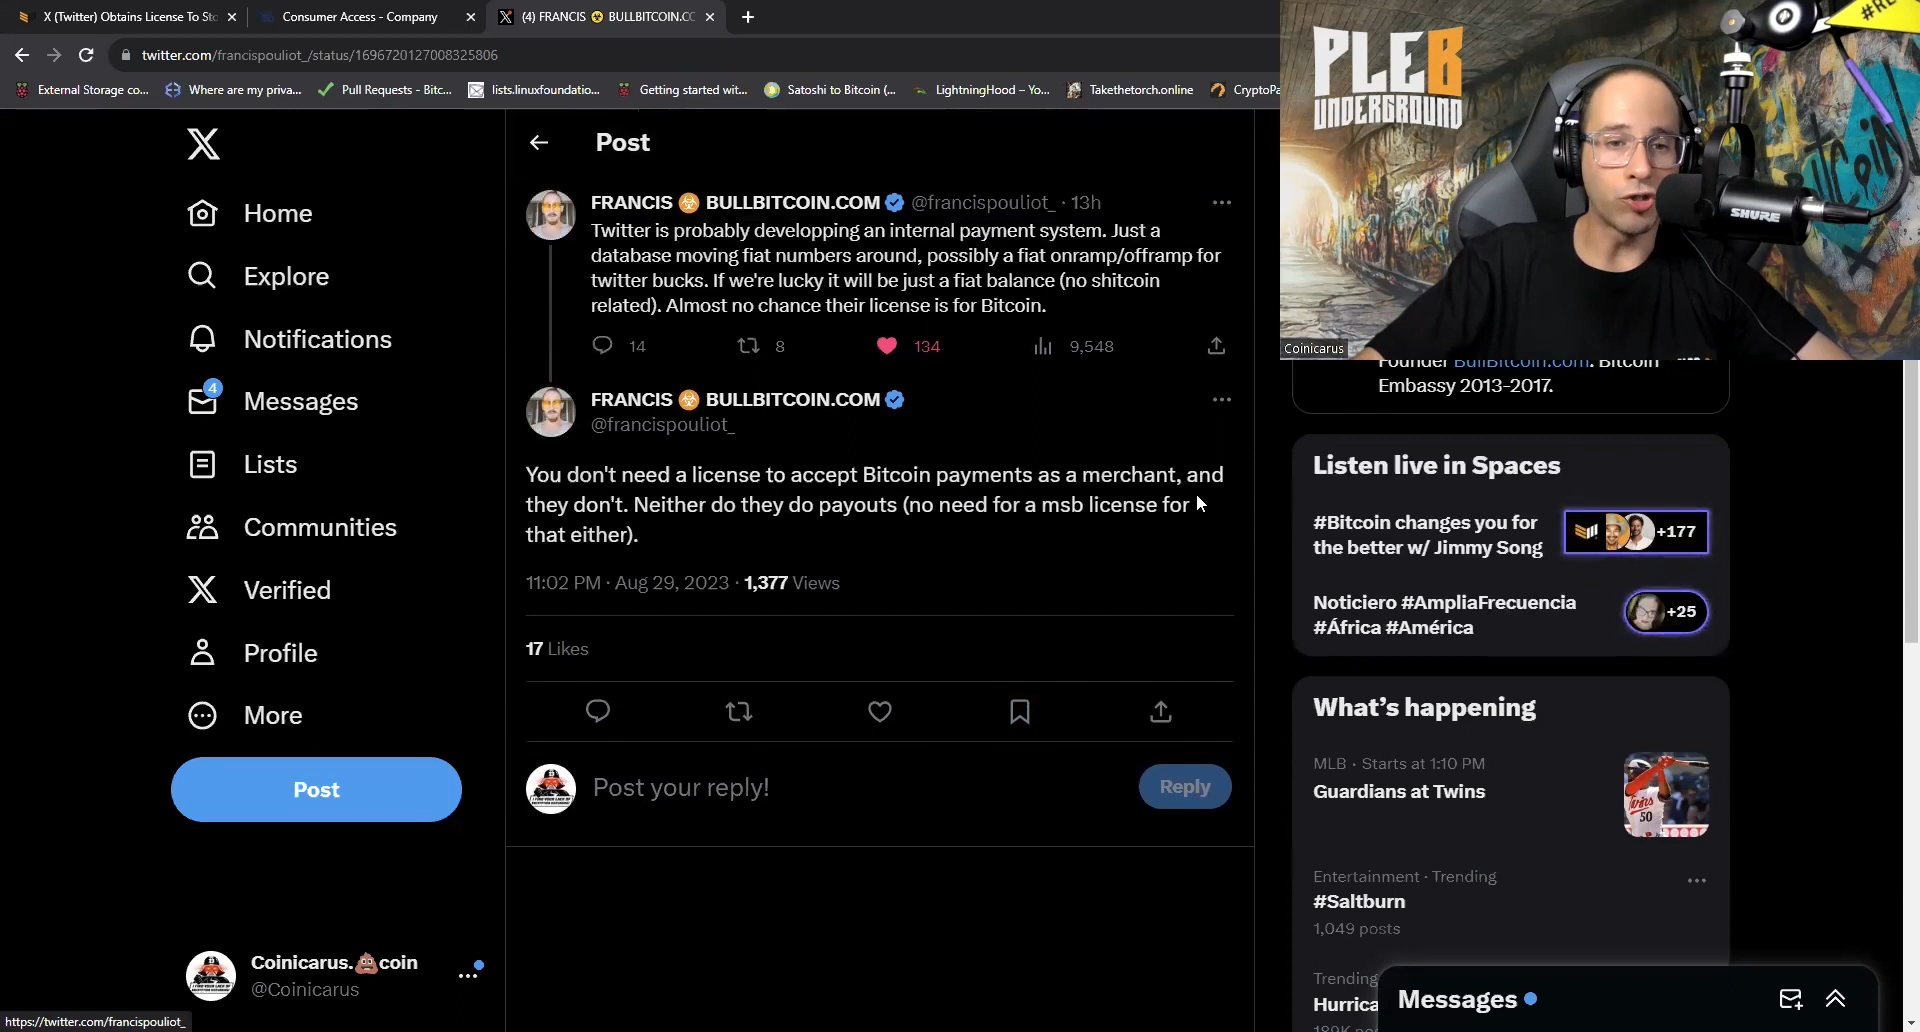 X (Twitter) Obtains License To Sto
Consumer Access - Company
(4) FRANCIS ☣ BULLBITCOIN.CO
twitter.com/francispouliot_/status/1696720127008325806
External Storage co...
Where are my priva...
Pull Requests - Bitc...
lists.linuxfoundatio...
Getting started wit...
Satoshi to Bitcoin (...
LightningHood – Yo...
Takethetorch.online
CryptoPa
PLEB
UNDERGROUND
SHURE
Coinicarus
Home
Explore
Notifications
4
Messages
Lists
Communities
Verified
Profile
More
Post
Coinicarus.💩coin
@Coinicarus
https://twitter.com/francispouliot_
Post
FRANCIS ☣ BULLBITCOIN.COM @francispouliot_ · 13h
Twitter is probably developping an internal payment system. Just a
database moving fiat numbers around, possibly a fiat onramp/offramp for
twitter bucks. If we're lucky it will be just a fiat balance (no shitcoin
related). Almost no chance their license is for Bitcoin.
14 8 134 9,548
FRANCIS ☣ BULLBITCOIN.COM
@francispouliot_
You don't need a license to accept Bitcoin payments as a merchant, and
they don't. Neither do they do payouts (no need for a msb license for
that either).
11:02 PM · Aug 29, 2023 · 1,377 Views
17 Likes
Post your reply!
Reply
Founder BullBitcoin.com. Bitcoin
Embassy 2013-2017.
Listen live in Spaces
#Bitcoin changes you for
the better w/ Jimmy Song
+177
Noticiero #AmpliaFrecuencia
#África #América
+25
What's happening
MLB · Starts at 1:10 PM
Guardians at Twins
Entertainment · Trending
#Saltburn
1,049 posts
Trending
Hurrica
Messages